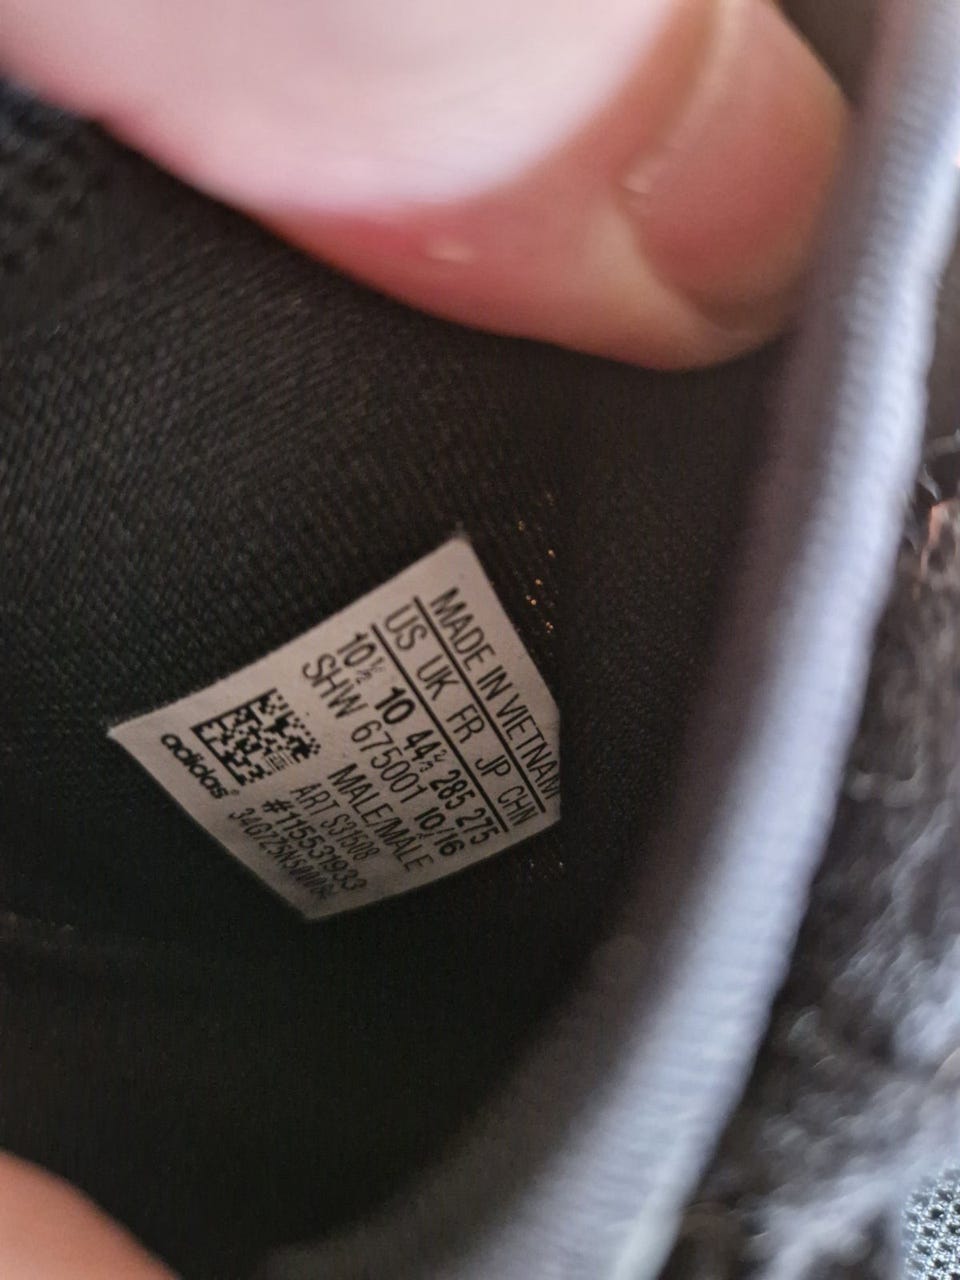 MADE IN VIETNAM
US UK FR JP CHN
10½ 10 44⅔ 285 275
SHW 675001 10/16
MALE/MALE
ART S31508
#115531933
adidas®